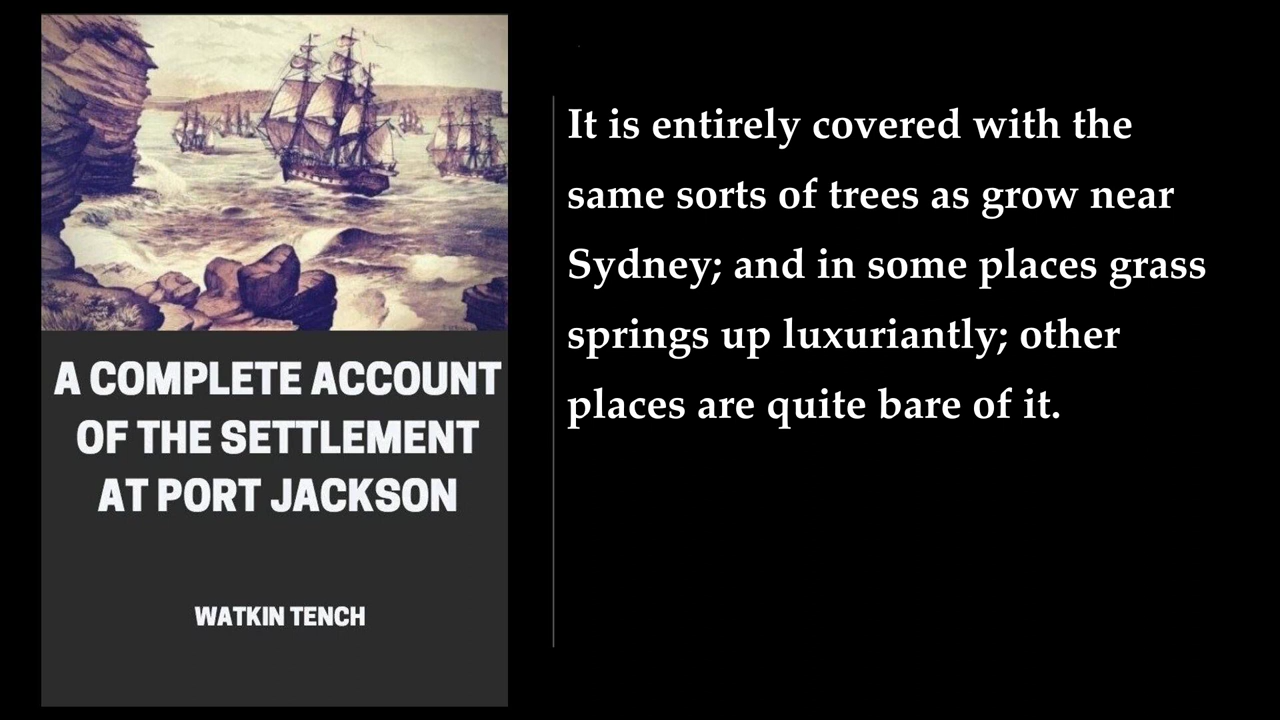 A COMPLETE ACCOUNT
OF THE SETTLEMENT
AT PORT JACKSON
WATKIN TENCH
It is entirely covered with the
same sorts of trees as grow near
Sydney; and in some places grass
springs up luxuriantly; other
places are quite bare of it.